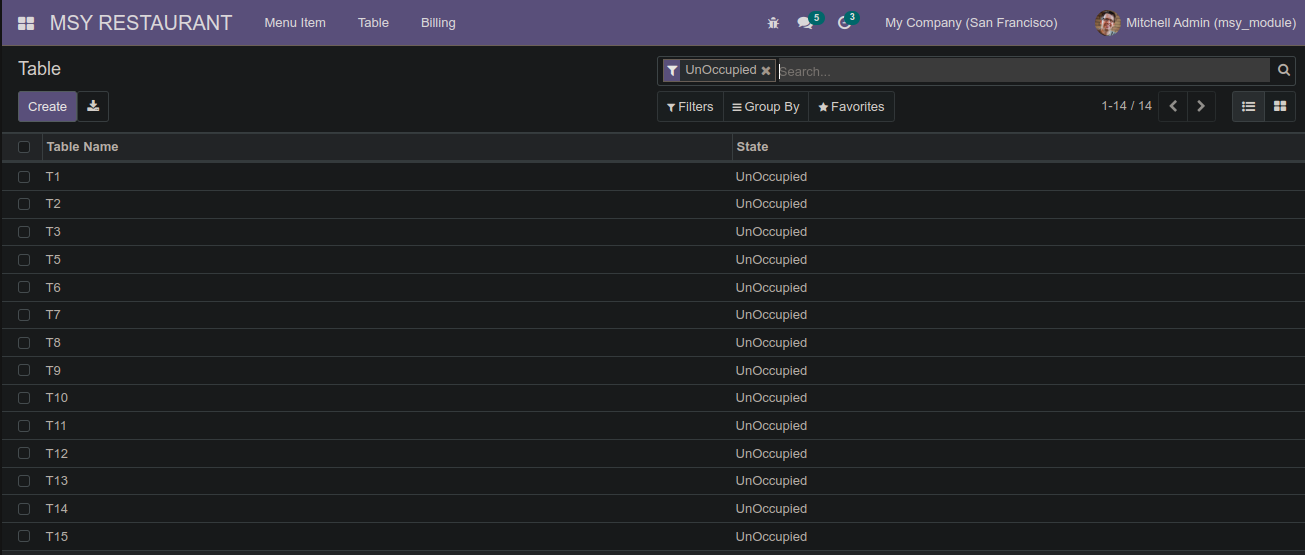 MSY RESTAURANT Menu Item Table Billing 5 3 My Company (San Francisco) Mitchell Admin (msy_module)
Table UnOccupied Search...
Create Filters Group By Favorites 1-14 / 14
Table Name State
T1 UnOccupied
T2 UnOccupied
T3 UnOccupied
T5 UnOccupied
T6 UnOccupied
T7 UnOccupied
T8 UnOccupied
T9 UnOccupied
T10 UnOccupied
T11 UnOccupied
T12 UnOccupied
T13 UnOccupied
T14 UnOccupied
T15 UnOccupied